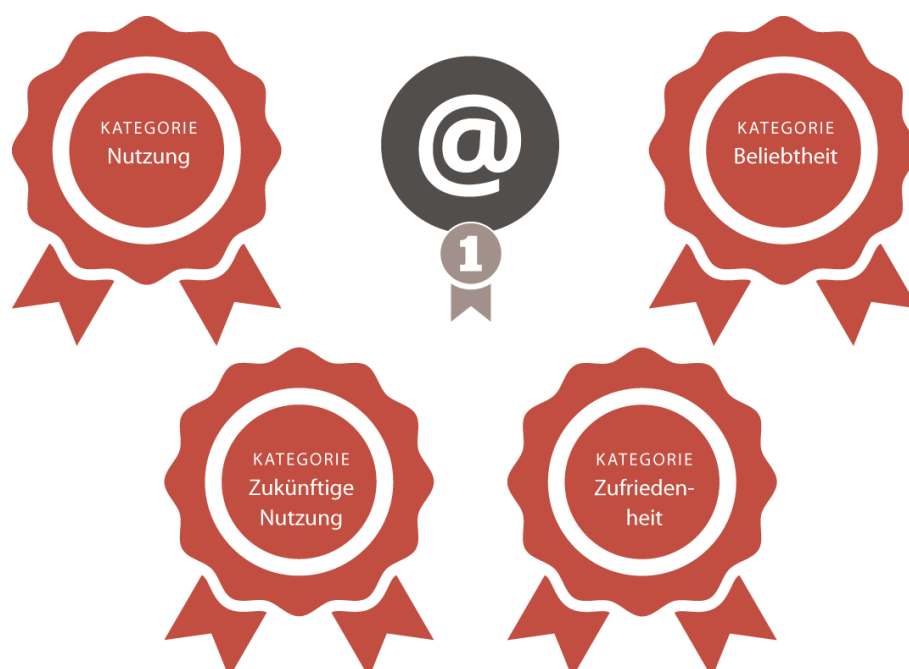 KATEGORIE
Nutzung
@
1
KATEGORIE
Beliebtheit
KATEGORIE
Zukünftige
Nutzung
KATEGORIE
Zufrieden-
heit